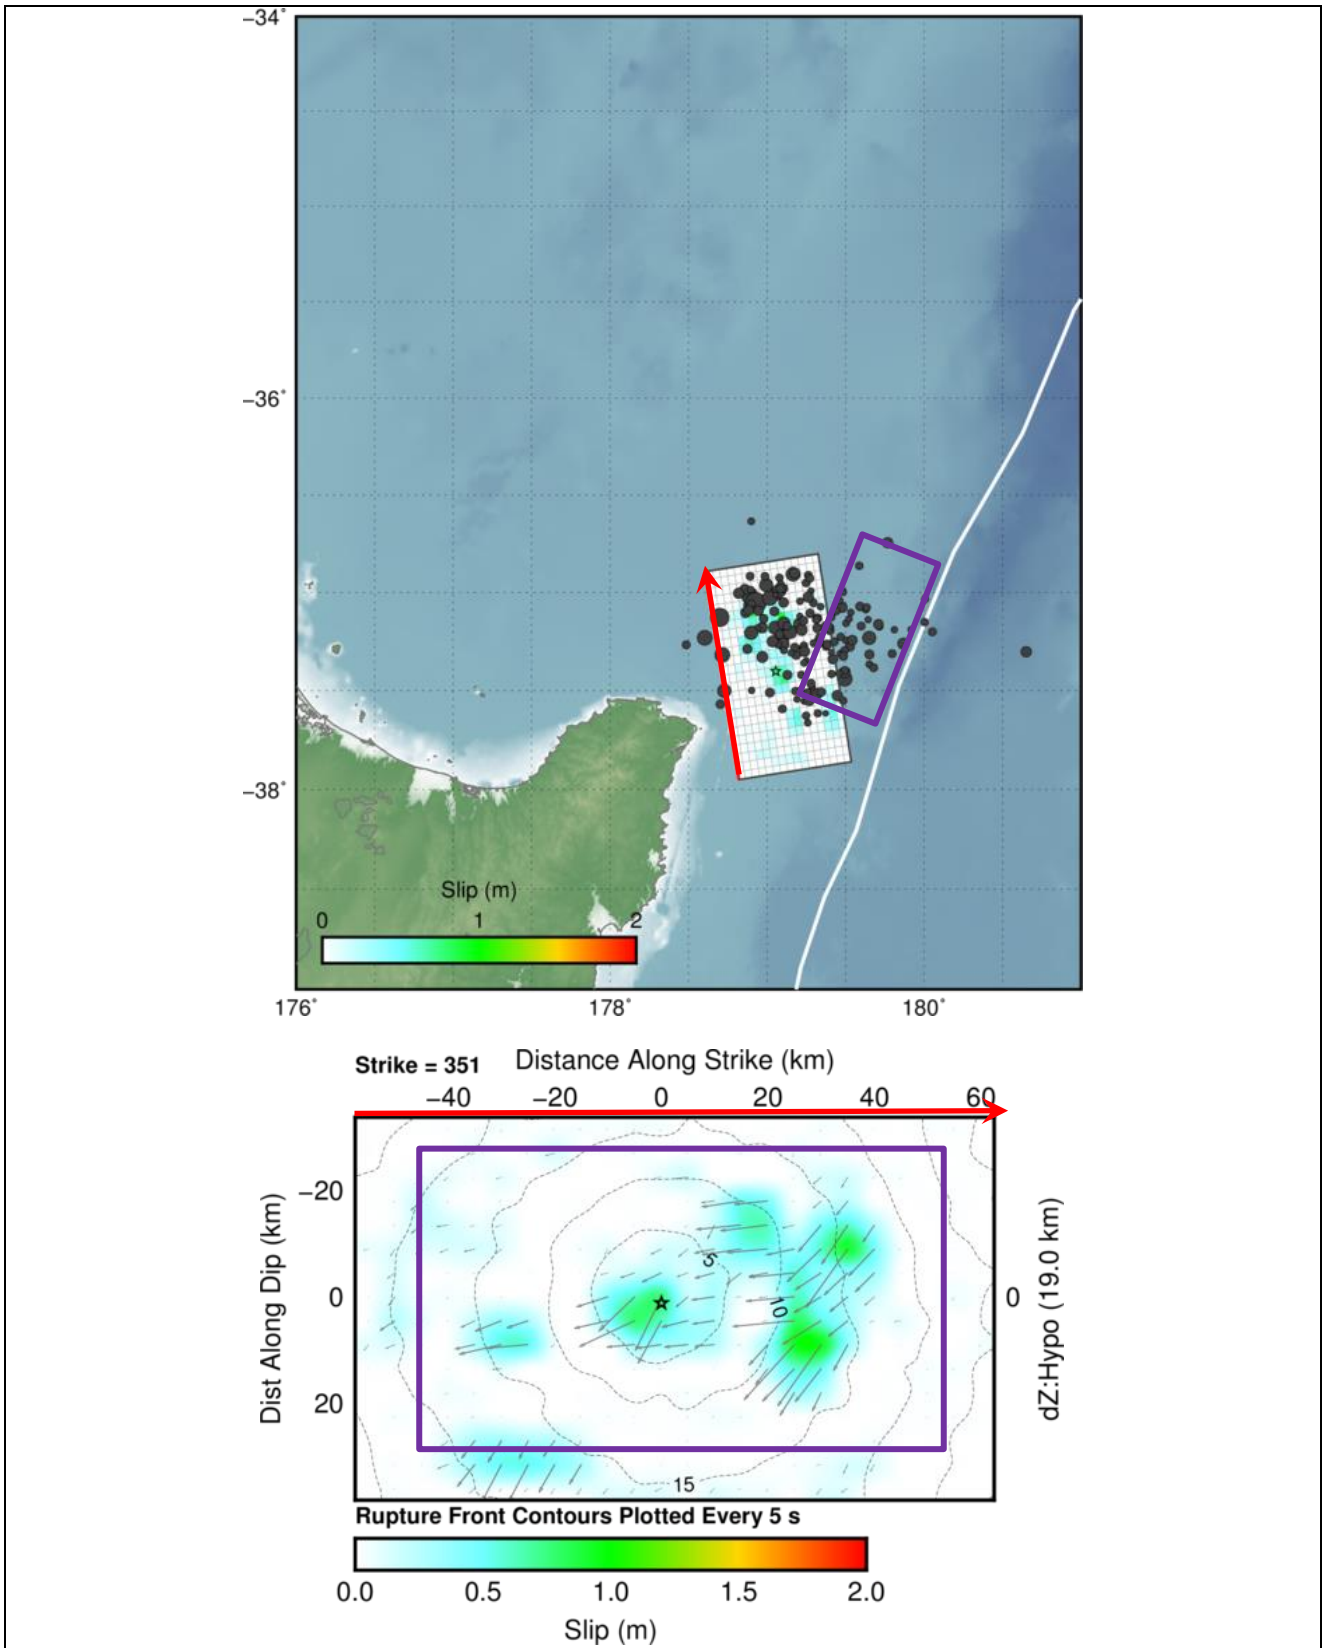 −34°
−36°
−38°
Slip (m)
0 1 2
176° 178° 180°
Strike = 351 Distance Along Strike (km)
−40 −20 0 20 40 60
Dist Along Dip (km)
−20
0
20
5
10
15
0
dZ:Hypo (19.0 km)
Rupture Front Contours Plotted Every 5 s
0.0 0.5 1.0 1.5 2.0
Slip (m)